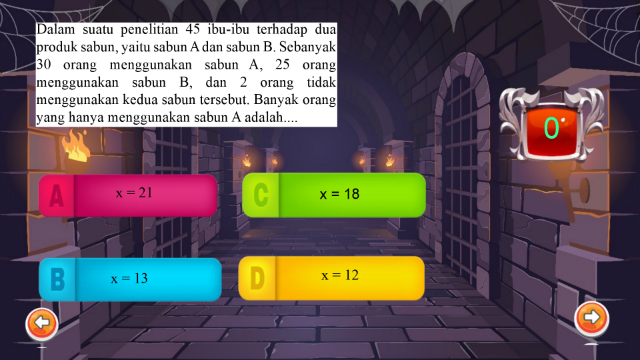 Dalam suatu penelitian 45 ibu-ibu terhadap dua
produk sabun, yaitu sabun A dan sabun B. Sebanyak
30 orang menggunakan sabun A, 25 orang
menggunakan sabun B, dan 2 orang tidak
menggunakan kedua sabun tersebut. Banyak orang
yang hanya menggunakan sabun A adalah....
0
A x = 21
C x = 18
B x = 13
D x = 12